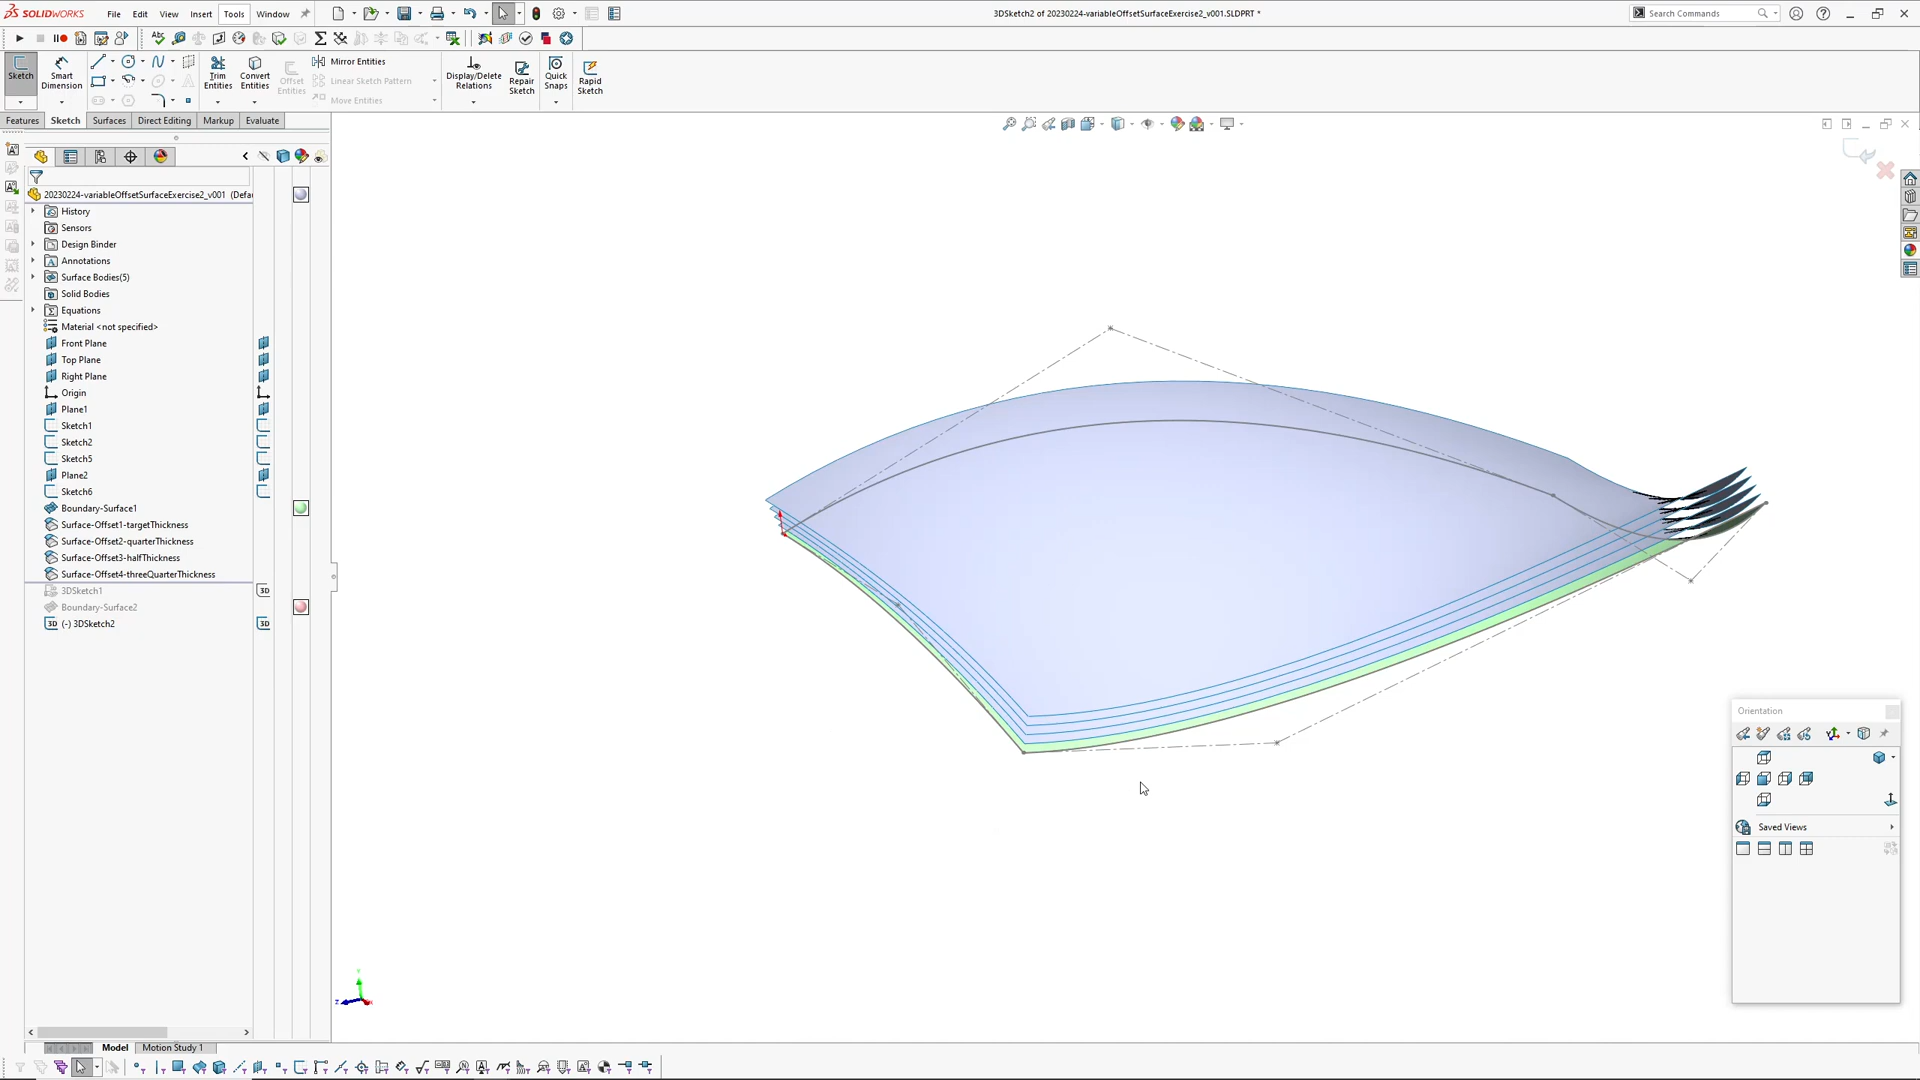 SOLIDWORKS File Edit View Insert Tools Window 3DSketch2 of 20230224-variableOffsetSurfaceExercise2_v001.SLDPRT * Search Commands
Sketch Smart Dimension Trim Entities Convert Entities Offset Entities Mirror Entities Linear Sketch Pattern Move Entities Display/Delete Relations Repair Sketch Quick Snaps Rapid Sketch
Features Sketch Surfaces Direct Editing Markup Evaluate
20230224-variableOffsetSurfaceExercise2_v001 (Defa
History
Sensors
Design Binder
Annotations
Surface Bodies(5)
Solid Bodies
Equations
Material <not specified>
Front Plane
Top Plane
Right Plane
Origin
Plane1
Sketch1
Sketch2
Sketch5
Plane2
Sketch6
Boundary-Surface1
Surface-Offset1-targetThickness
Surface-Offset2-quarterThickness
Surface-Offset3-halfThickness
Surface-Offset4-threeQuarterThickness
3DSketch1 3D
Boundary-Surface2
3D (-) 3DSketch2 3D
Orientation
Saved Views
Y
Z
Model Motion Study 1